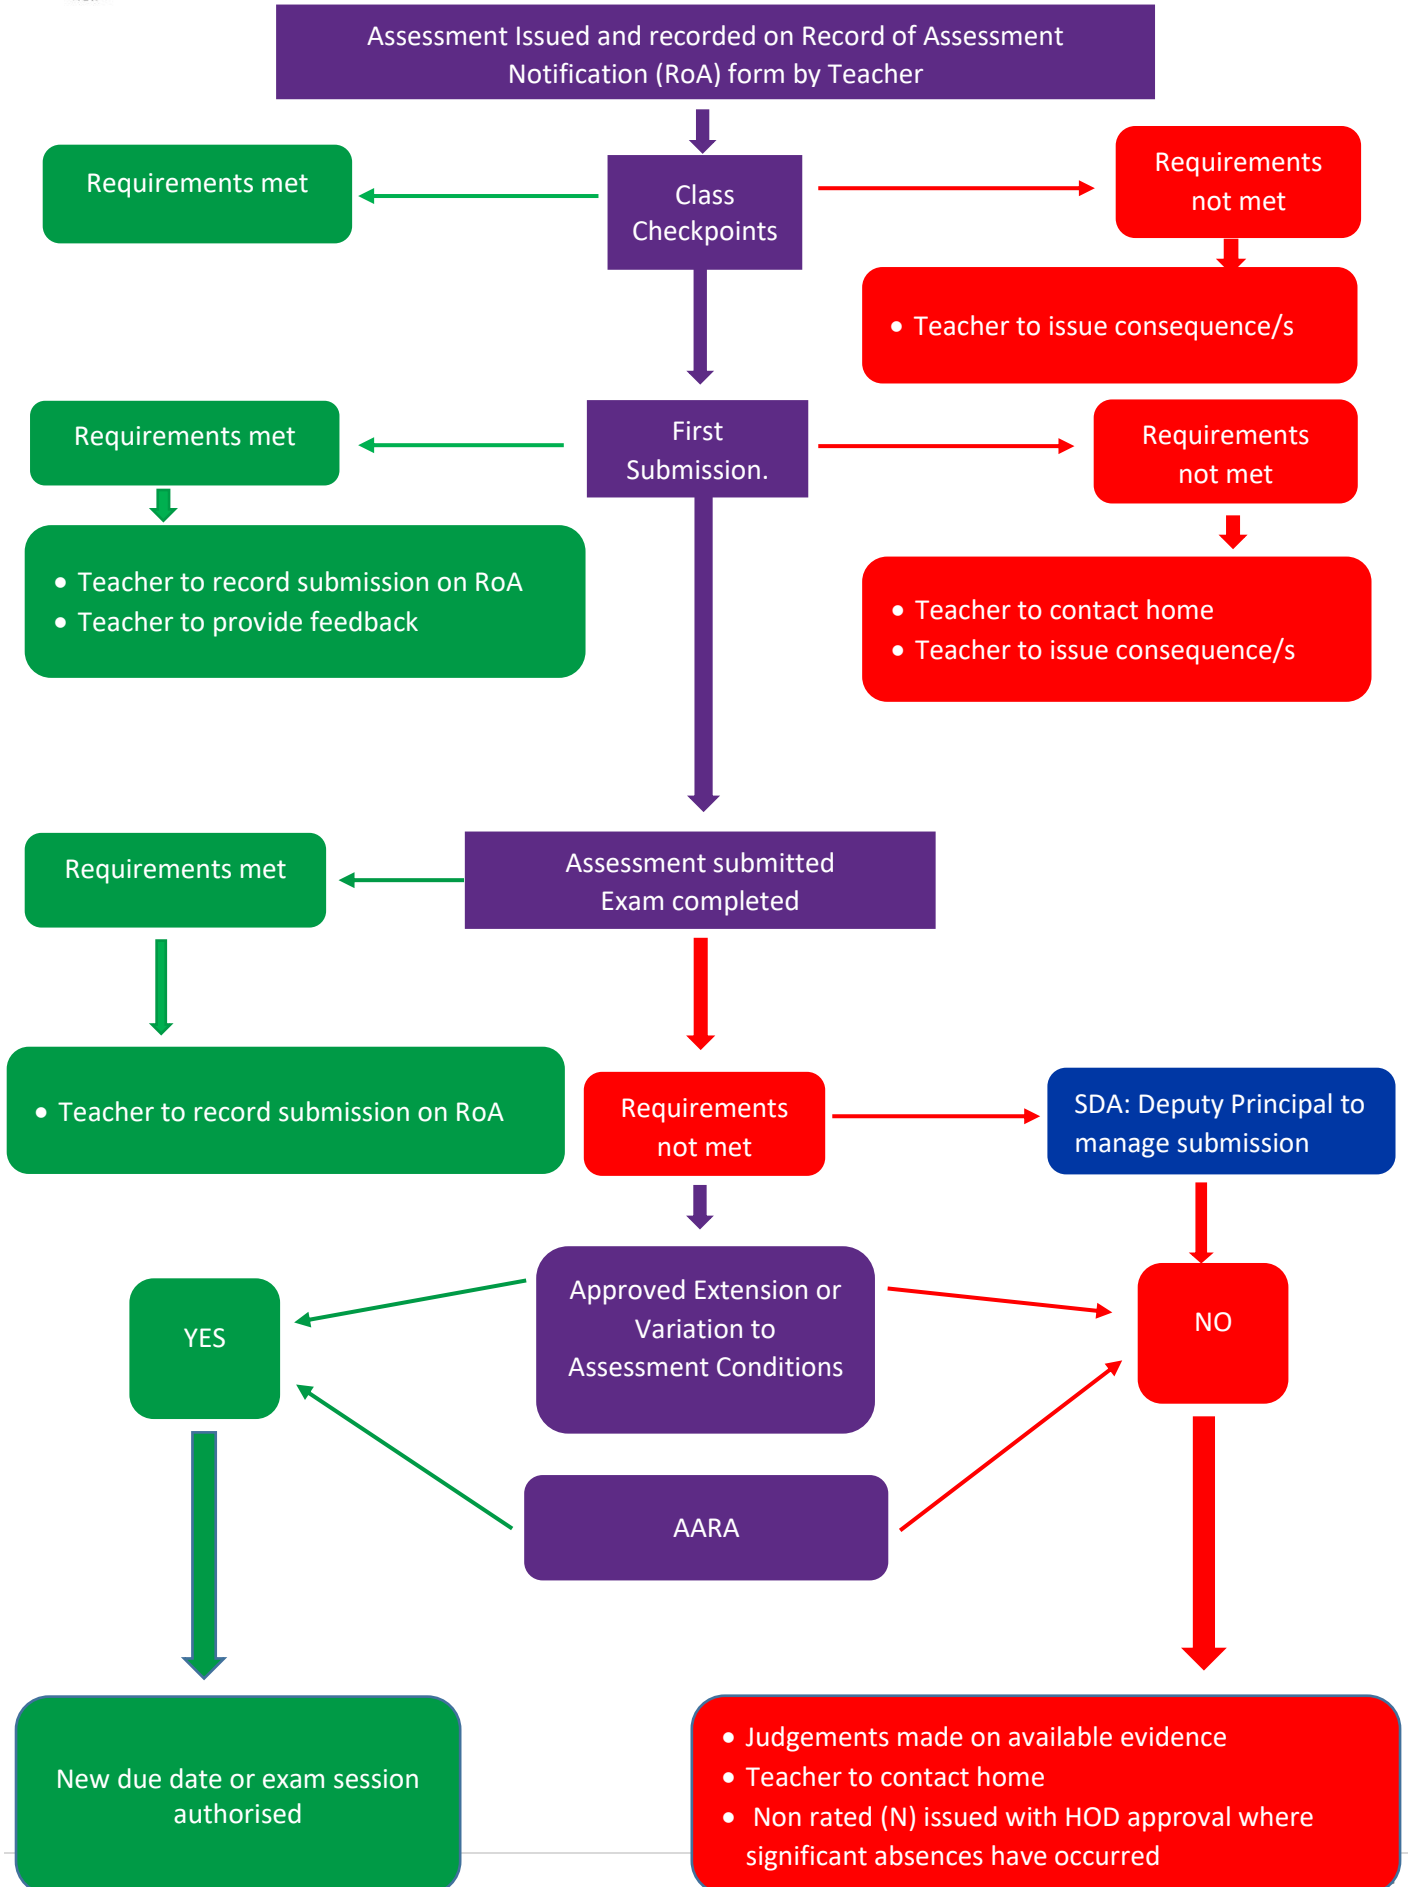 Assessment Issued and recorded on Record of Assessment
Notification (RoA) form by Teacher
Requirements met
Class
Checkpoints
Requirements
not met
• Teacher to issue consequence/s
Requirements met
First
Submission.
Requirements
not met
• Teacher to record submission on RoA
• Teacher to provide feedback
• Teacher to contact home
• Teacher to issue consequence/s
Requirements met
Assessment submitted
Exam completed
• Teacher to record submission on RoA
Requirements
not met
SDA: Deputy Principal to
manage submission
YES
Approved Extension or
Variation to
Assessment Conditions
NO
AARA
New due date or exam session
authorised
• Judgements made on available evidence
• Teacher to contact home
• Non rated (N) issued with HOD approval where
significant absences have occurred